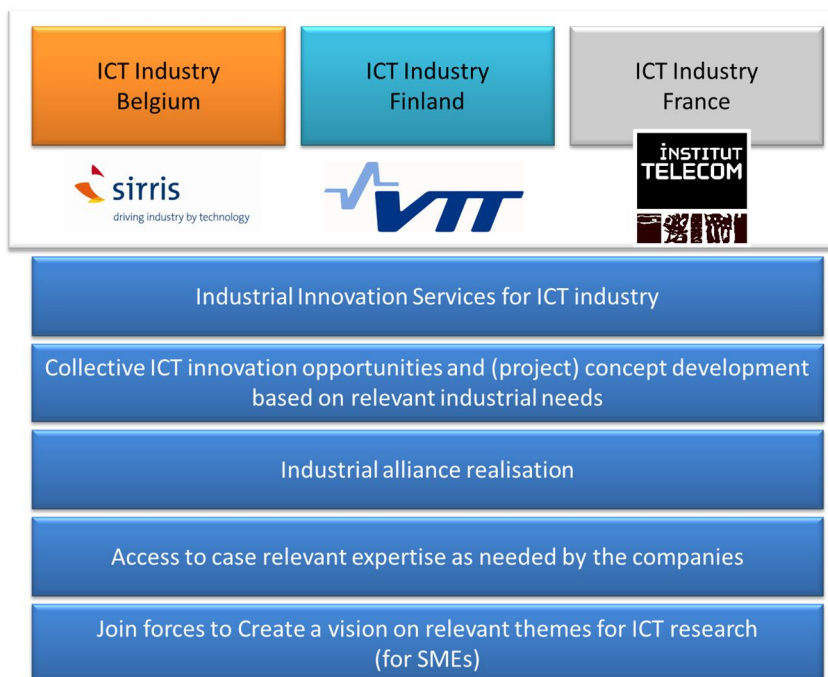 ICT Industry
Belgium
ICT Industry
Finland
ICT Industry
France
sirris
driving industry by technology
VTT
INSTITUT
TELECOM
Industrial Innovation Services for ICT industry
Collective ICT innovation opportunities and (project) concept development
based on relevant industrial needs
Industrial alliance realisation
Access to case relevant expertise as needed by the companies
Join forces to Create a vision on relevant themes for ICT research
(for SMEs)